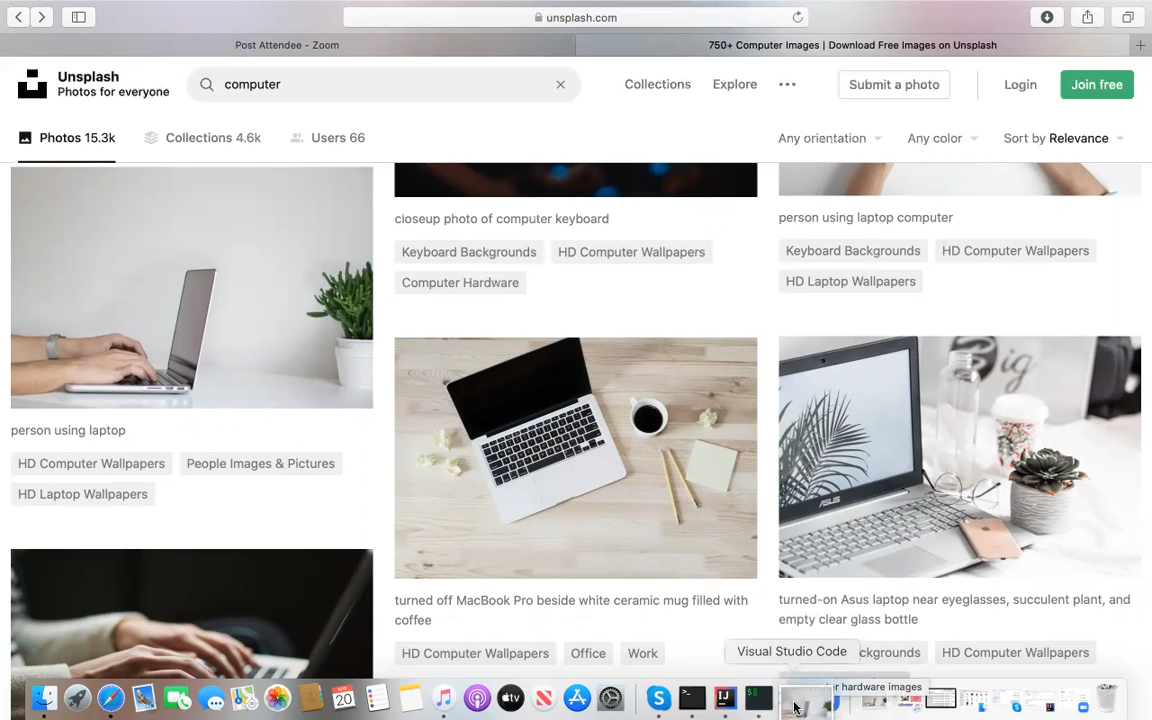 unsplash.com
Post Attendee - Zoom
750+ Computer Images | Download Free Images on Unsplash
Unsplash
Photos for everyone
computer
Collections
Explore
Submit a photo
Login
Join free
Photos 15.3k
Collections 4.6k
Users 66
Any orientation
Any color
Sort by Relevance
closeup photo of computer keyboard
Keyboard Backgrounds
HD Computer Wallpapers
Computer Hardware
person using laptop computer
Keyboard Backgrounds
HD Computer Wallpapers
HD Laptop Wallpapers
person using laptop
HD Computer Wallpapers
People Images & Pictures
HD Laptop Wallpapers
turned off MacBook Pro beside white ceramic mug filled with
coffee
HD Computer Wallpapers
Office
Work
turned-on Asus laptop near eyeglasses, succulent plant, and
empty clear glass bottle
HD Computer Wallpapers
Visual Studio Code
hardware images
20